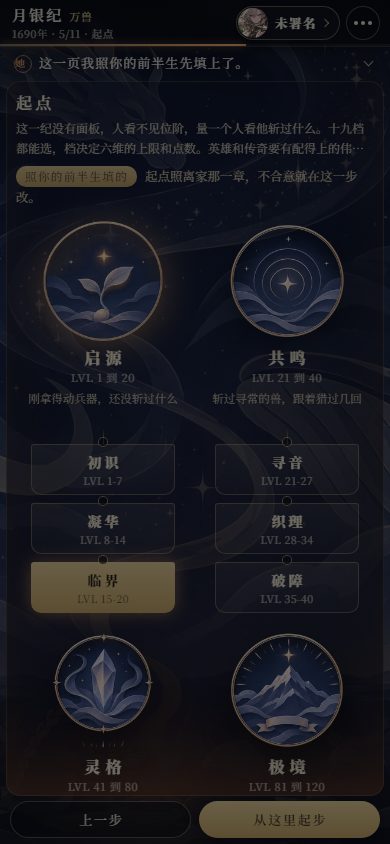 月银纪 万兽
1690年 · 5/11 · 起点
未署名
这一页我照你的前半生先填上了。
起点
这一纪没有面板，人看不见位阶，量一个人看他斩过什么。十九档
都能选，档决定六维的上限和点数。英雄和传奇要有配得上的伟…
照你的前半生填的 起点照离家那一章，不合意就在这一步
改。
启源
LVL 1 到 20
刚拿得动兵器，还没斩过什么
共鸣
LVL 21 到 40
斩过寻常的兽，跟着猎过几回
初识
LVL 1-7
寻音
LVL 21-27
凝华
LVL 8-14
织理
LVL 28-34
临界
LVL 15-20
破障
LVL 35-40
灵格
LVL 41 到 80
极境
LVL 81 到 120
上一步
从这里起步